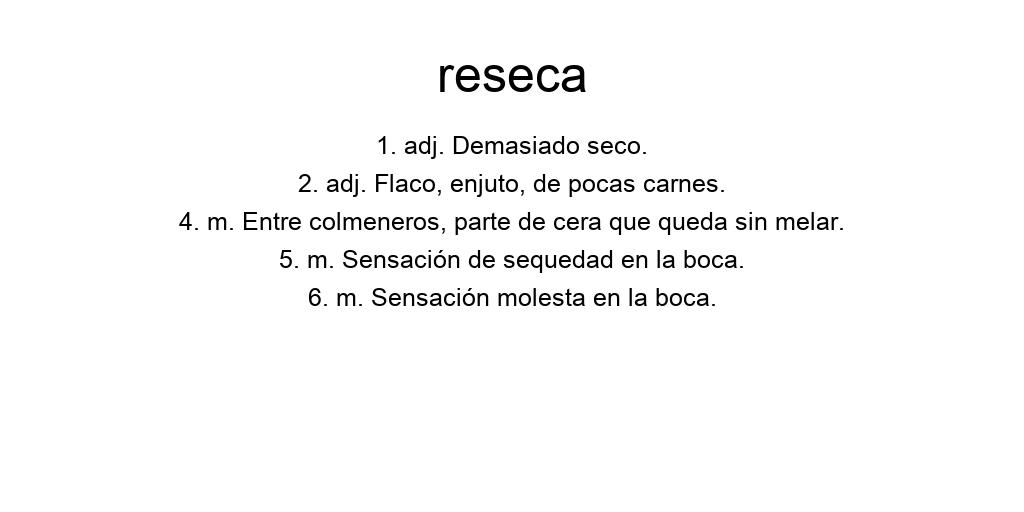 reseca
1. adj. Demasiado seco.
2. adj. Flaco, enjuto, de pocas carnes.
4. m. Entre colmeneros, parte de cera que queda sin melar.
5. m. Sensación de sequedad en la boca.
6. m. Sensación molesta en la boca.